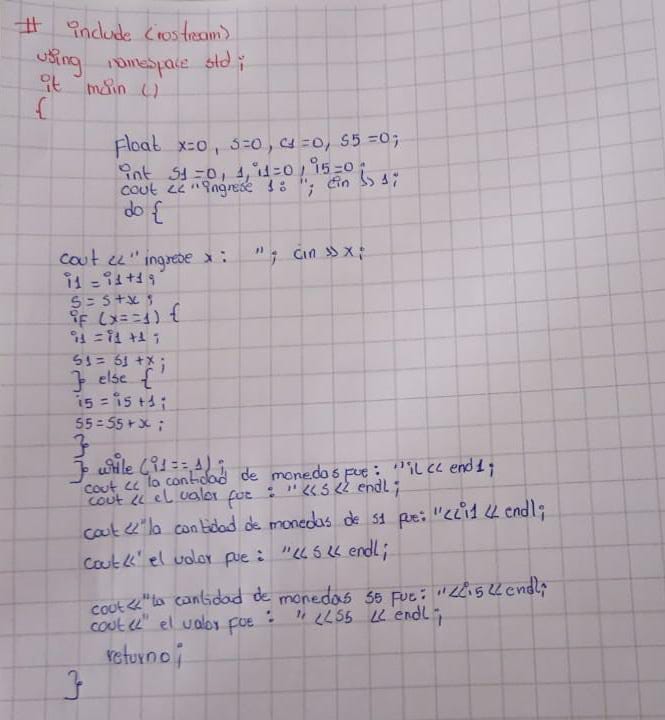 # include (iostream)
using namespace std;
it main ()
{
Float x=0, s=0, c1=0, S5=0;
int S1=0, 1, i1=0, i5=0;
cout << "ingrese 1: "; cin >> 1;
do {
cout << " ingrese x: "; cin >> x;
i1 = i1+1;
s = s+x;
if (x==1) {
i1 = i1 +1;
S1 = S1 +x;
} else {
i5 = i5 +1;
S5 = S5 + x;
}
} while (i1 == 1);
cout << la cantidad de monedas fue: "il << end1;
cout << el valor fue : " << s << endl;
cout << "la cantidad de monedas de s1 fue: "<< i1 << endl;
cout << " el valor fue : "<< s << endl;
cout << "la cantidad de monedas S5 fue: "<< i5 << endl;
cout << " el valor fue : " << S5 << endl;
returno;
}